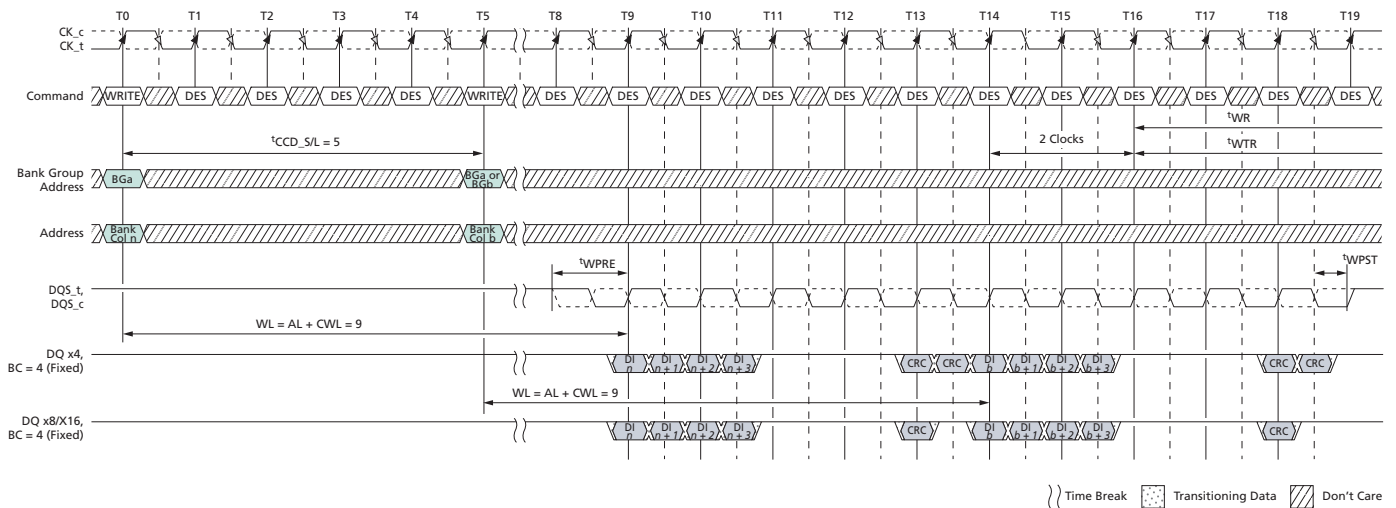 T0 T1 T2 T3 T4 T5 T8 T9 T10 T11 T12 T13 T14 T15 T16 T17 T18 T19
CK_c
CK_t
Command WRITE DES DES DES DES WRITE DES DES DES DES DES DES DES DES DES DES DES DES
tWR
tCCD_S/L = 5 2 Clocks tWTR
Bank Group
Address
BGa BGa or
BGb
Address Bank
Col n Bank
Col b
tWPRE tWPST
DQS_t,
DQS_c
WL = AL + CWL = 9
DQ x4,
BC = 4 (Fixed)
DI
n DI
n + 1 DI
n + 2 DI
n + 3 CRC CRC DI
b DI
b + 1 DI
b + 2 DI
b + 3 CRC CRC
WL = AL + CWL = 9
DQ x8/X16,
BC = 4 (Fixed)
DI
n DI
n + 1 DI
n + 2 DI
n + 3 CRC DI
b DI
b + 1 DI
b + 2 DI
b + 3 CRC
Time Break Transitioning Data Don't Care